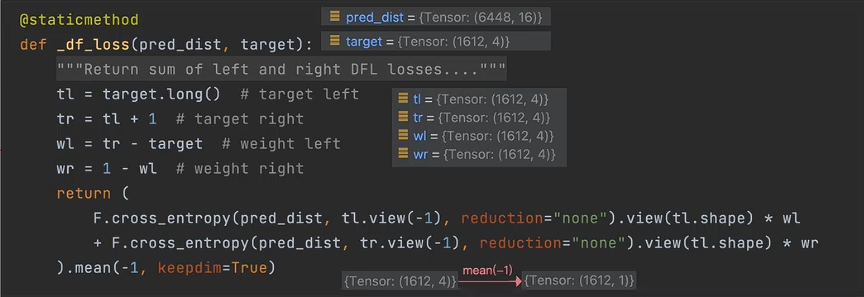 @staticmethod
pred_dist = {Tensor: (6448, 16)}
def _df_loss(pred_dist, target):
target = {Tensor: (1612, 4)}
"""Return sum of left and right DFL losses...."""
tl = target.long()  # target left
tl = {Tensor: (1612, 4)}
tr = tl + 1  # target right
tr = {Tensor: (1612, 4)}
wl = tr - target  # weight left
wl = {Tensor: (1612, 4)}
wr = 1 - wl  # weight right
wr = {Tensor: (1612, 4)}
return (
F.cross_entropy(pred_dist, tl.view(-1), reduction="none").view(tl.shape) * wl
+ F.cross_entropy(pred_dist, tr.view(-1), reduction="none").view(tl.shape) * wr
).mean(-1, keepdim=True)
{Tensor: (1612, 4)} mean(-1) {Tensor: (1612, 1)}